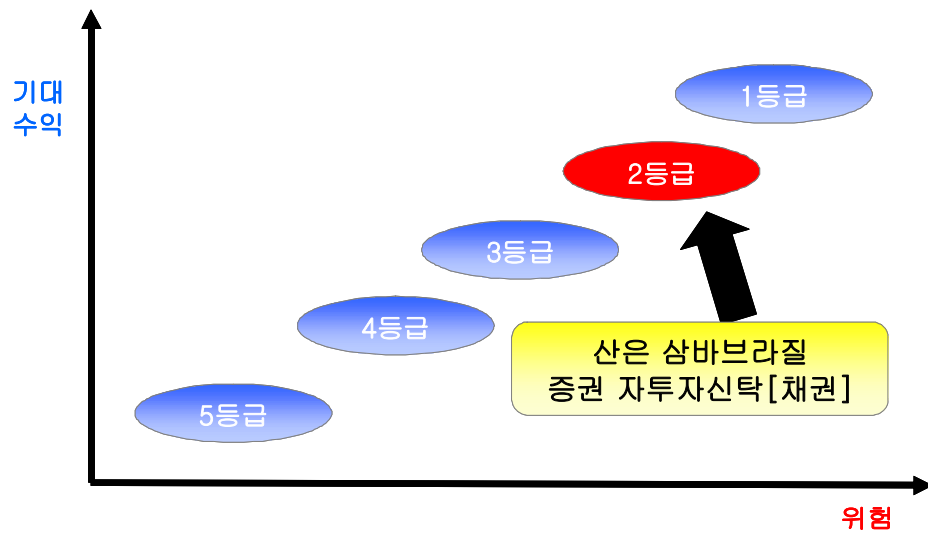 기대
수익
1등급
2등급
3등급
4등급
5등급
산은 삼바브라질
증권 자투자신탁[채권]
위험